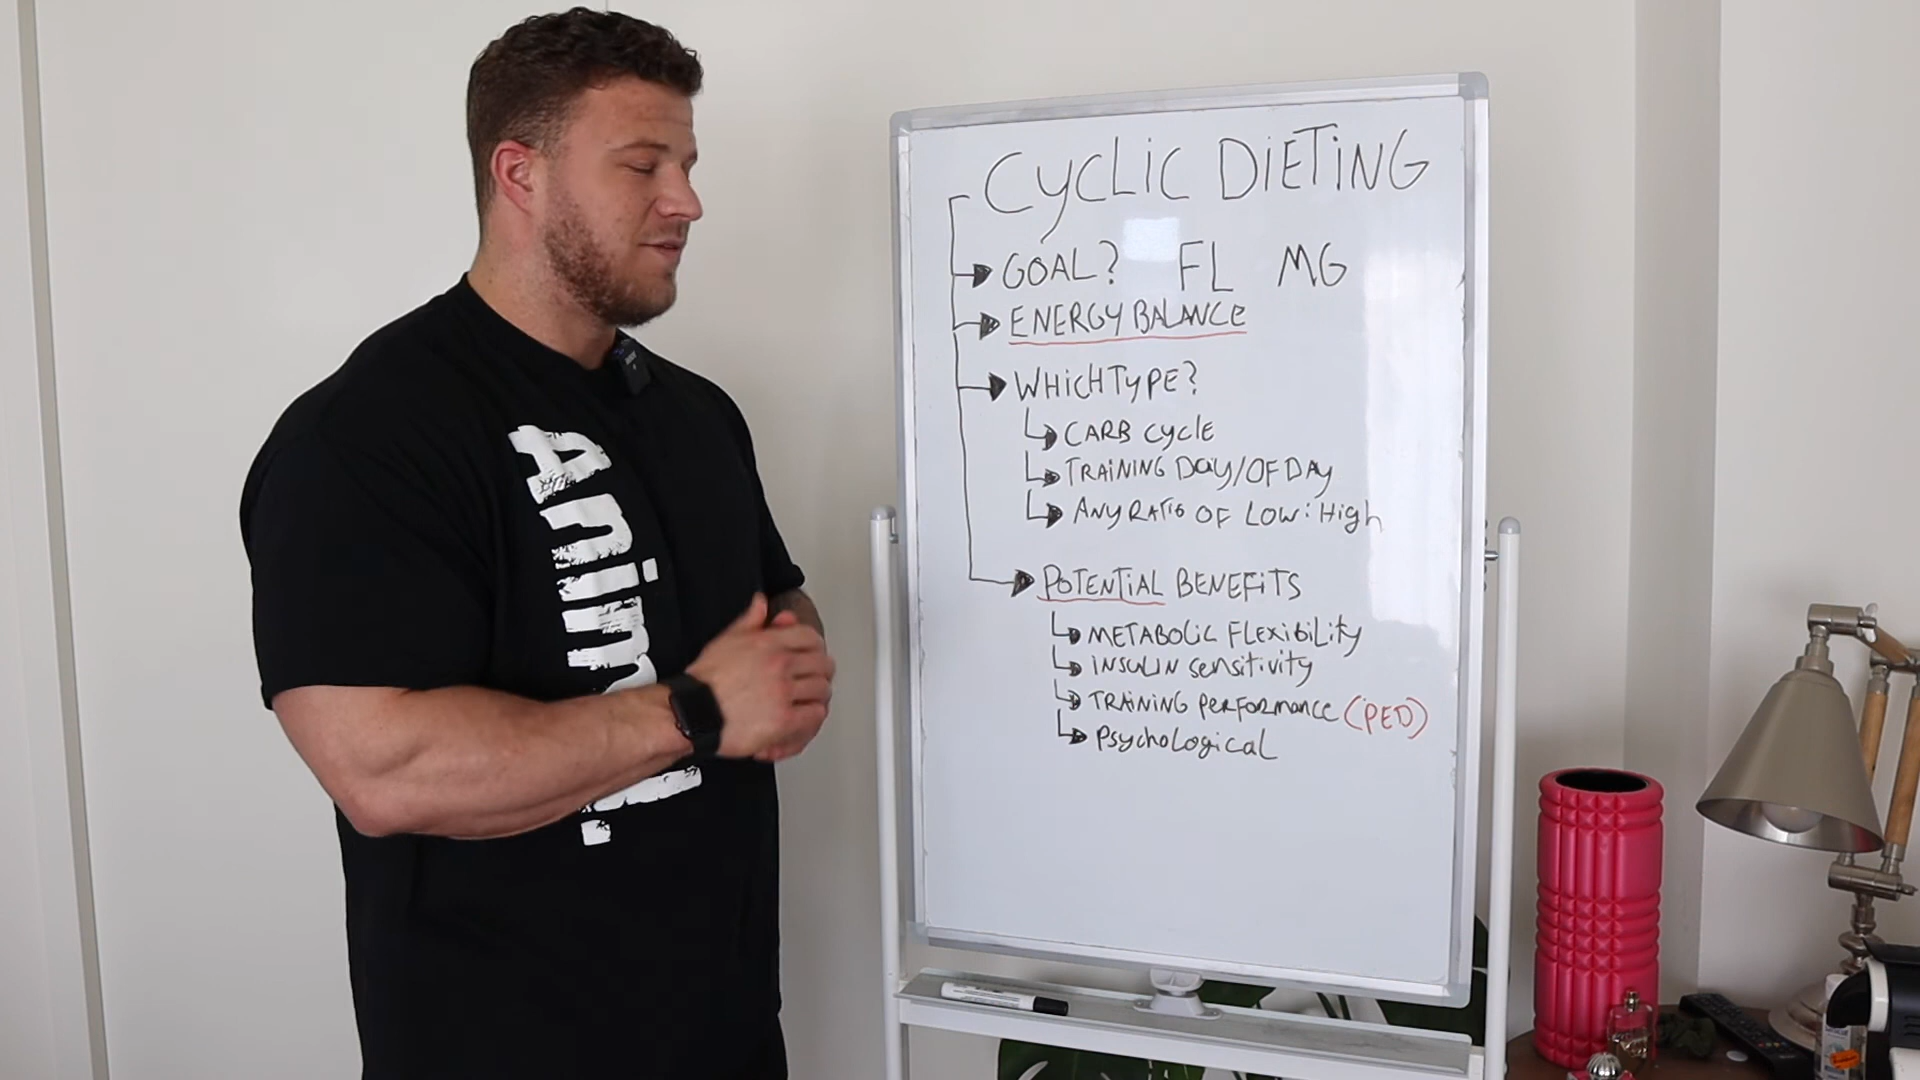 CYCLIC DIETING
GOAL? FL MG
ENERGY BALANCE
WHICH TYPE?
CARB CYCLE
TRAINING DAY/OF DAY
ANY RATIO OF LOW:HIGH
POTENTIAL BENEFITS
METABOLIC FLEXIBILITY
INSULIN SENSITIVITY
TRAINING PERFORMANCE (PED)
PSYCHOLOGICAL